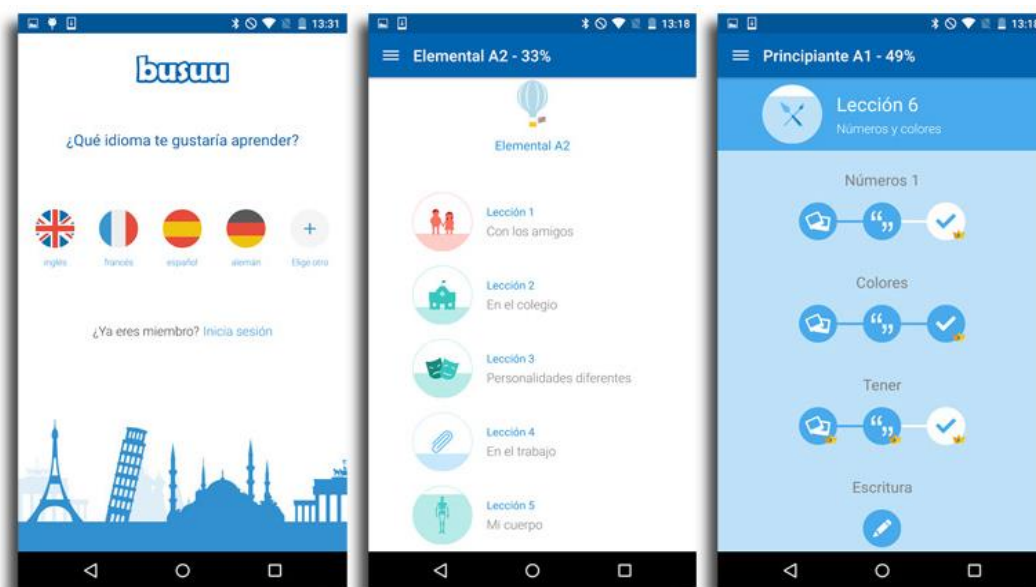 13:31
busuu
¿Qué idioma te gustaría aprender?
inglés francés español alemán Elige otro
¿Ya eres miembro? Inicia sesión
13:18
Elemental A2 - 33%
Elemental A2
Lección 1
Con los amigos
Lección 2
En el colegio
Lección 3
Personalidades diferentes
Lección 4
En el trabajo
Lección 5
Mi cuerpo
13:18
Principiante A1 - 49%
Lección 6
Números y colores
Números 1
Colores
Tener
Escritura